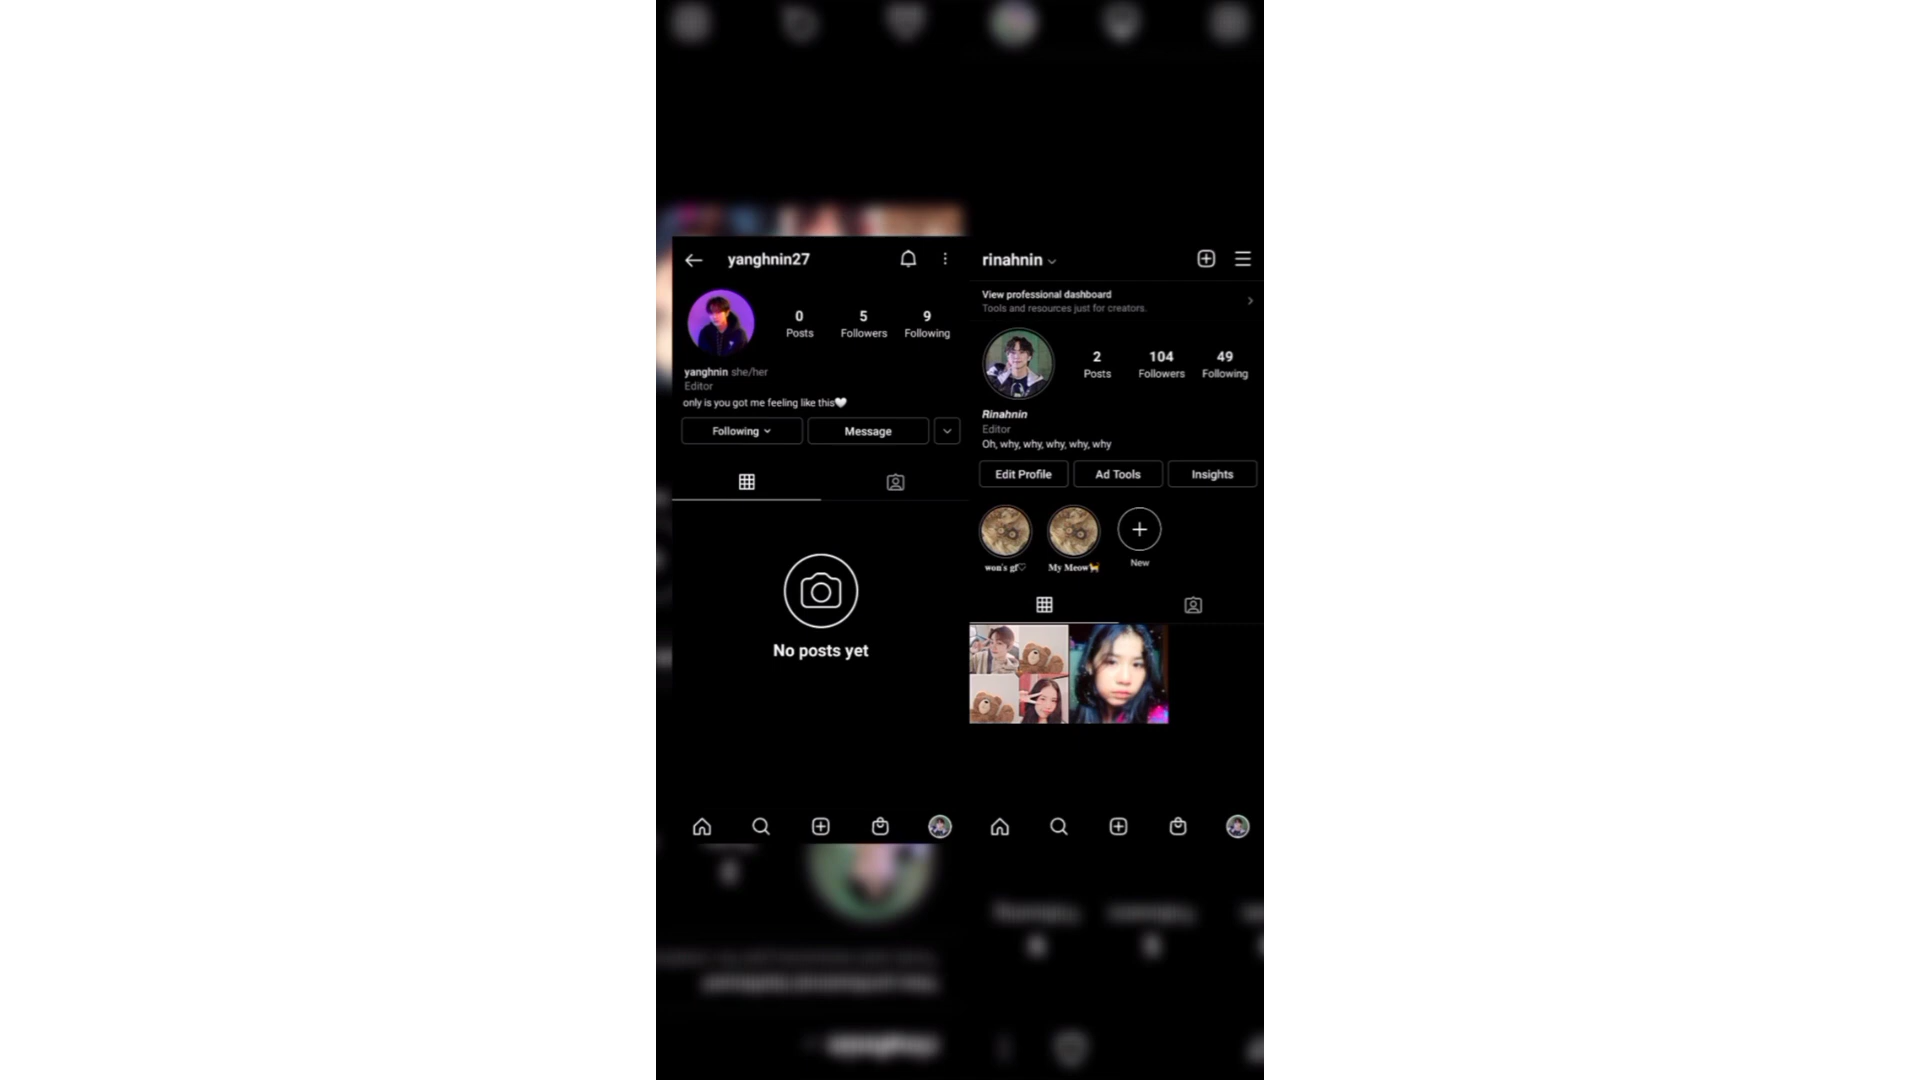 yanghnin27
0 5 9
Posts Followers Following
yanghnin she/her
Editor
only is you got me feeling like this🤍
Following Message
No posts yet
rinahnin
View professional dashboard
Tools and resources just for creators.
2 104 49
Posts Followers Following
Rinahnin
Editor
Oh, why, why, why, why, why
Edit Profile Ad Tools Insights
won's gf♡ My Meow🐈 New